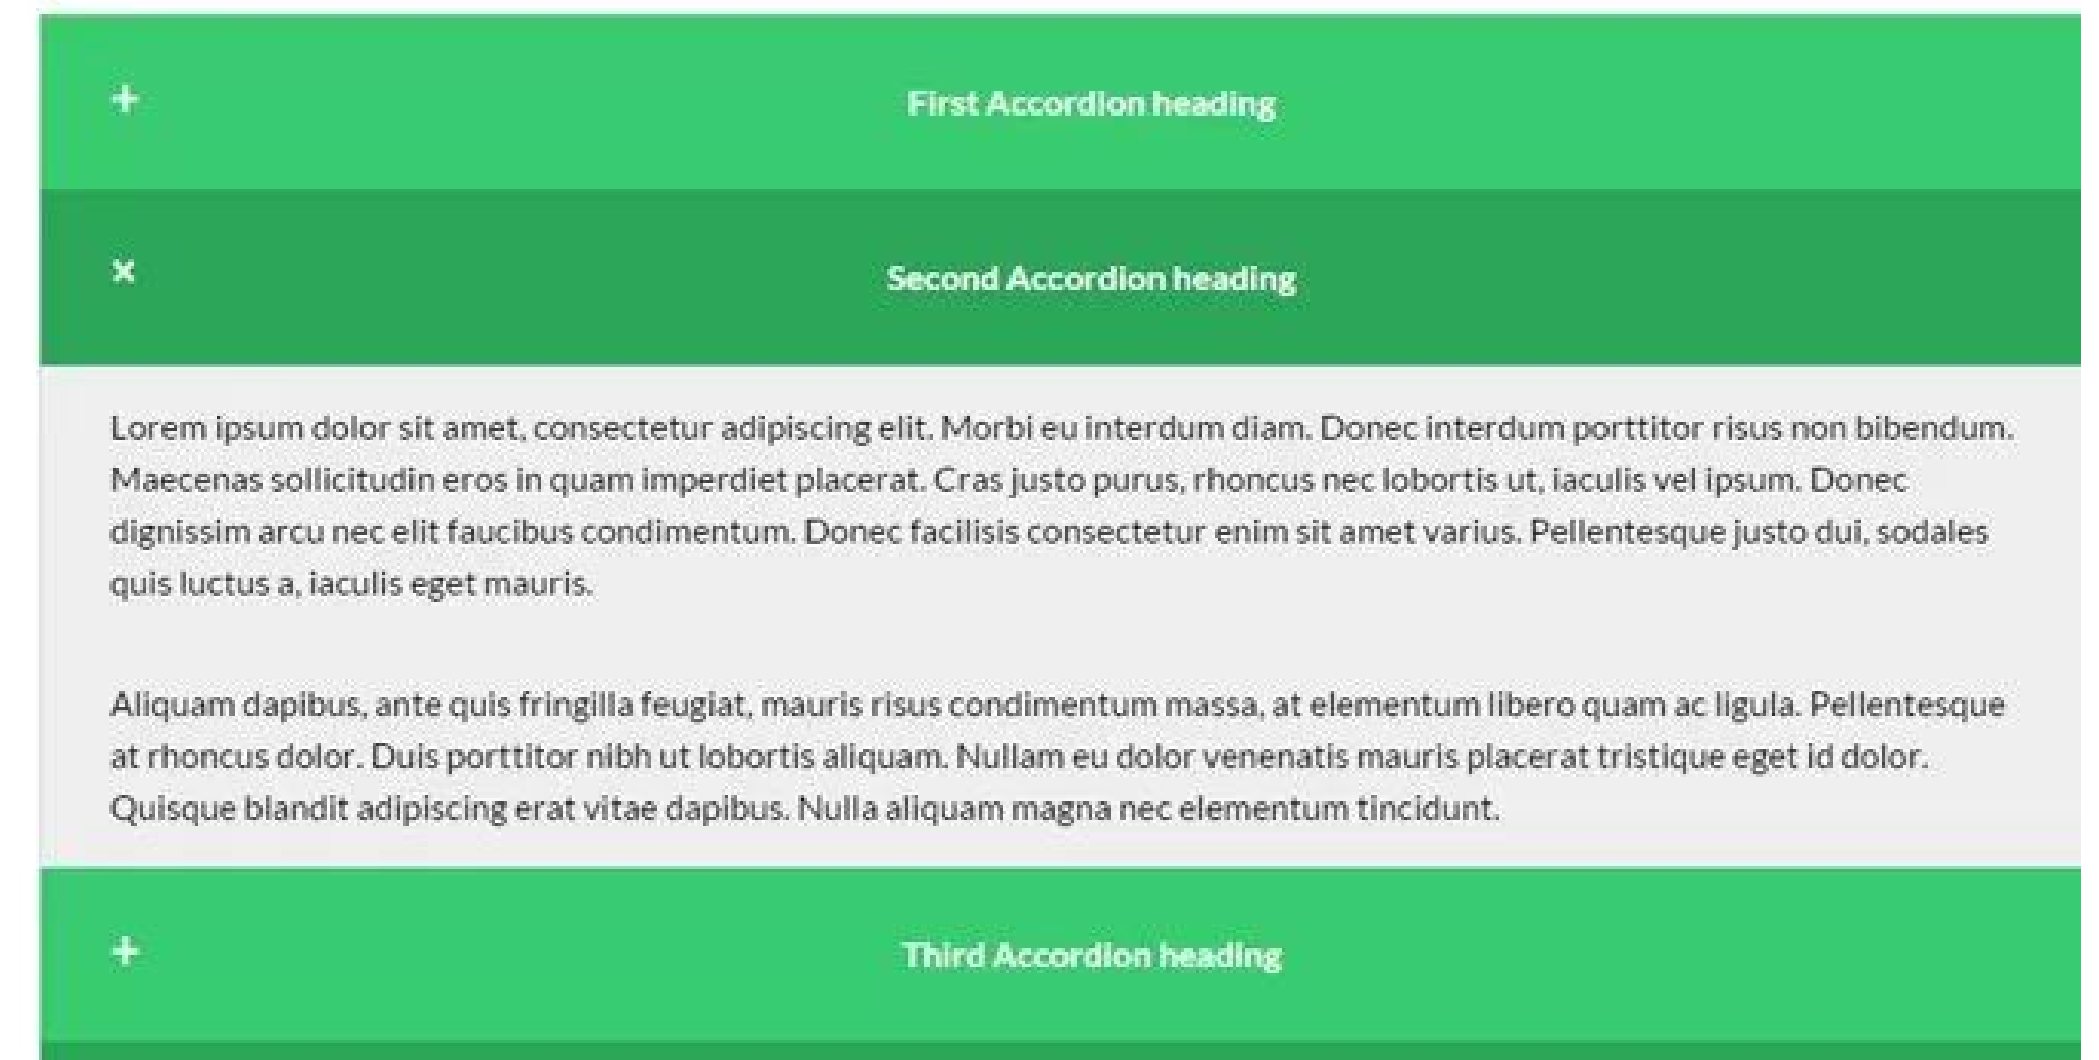 +
First Accordion heading
×
Second Accordion heading
Lorem ipsum dolor sit amet, consectetur adipiscing elit. Morbi eu interdum diam. Donec interdum porttitor risus non bibendum.
Maecenas sollicitudin eros in quam imperdiet placerat. Cras justo purus, rhoncus nec lobortis ut, iaculis vel ipsum. Donec
dignissim arcu nec elit faucibus condimentum. Donec facilisis consectetur enim sit amet varius. Pellentesque justo dui, sodales
quis luctus a, iaculis eget mauris.
Aliquam dapibus, ante quis fringilla feugiat, mauris risus condimentum massa, at elementum libero quam ac ligula. Pellentesque
at rhoncus dolor. Duis porttitor nibh ut lobortis aliquam. Nullam eu dolor venenatis mauris placerat tristique eget id dolor.
Quisque blandit adipiscing erat vitae dapibus. Nulla aliquam magna nec elementum tincidunt.
+
Third Accordion heading